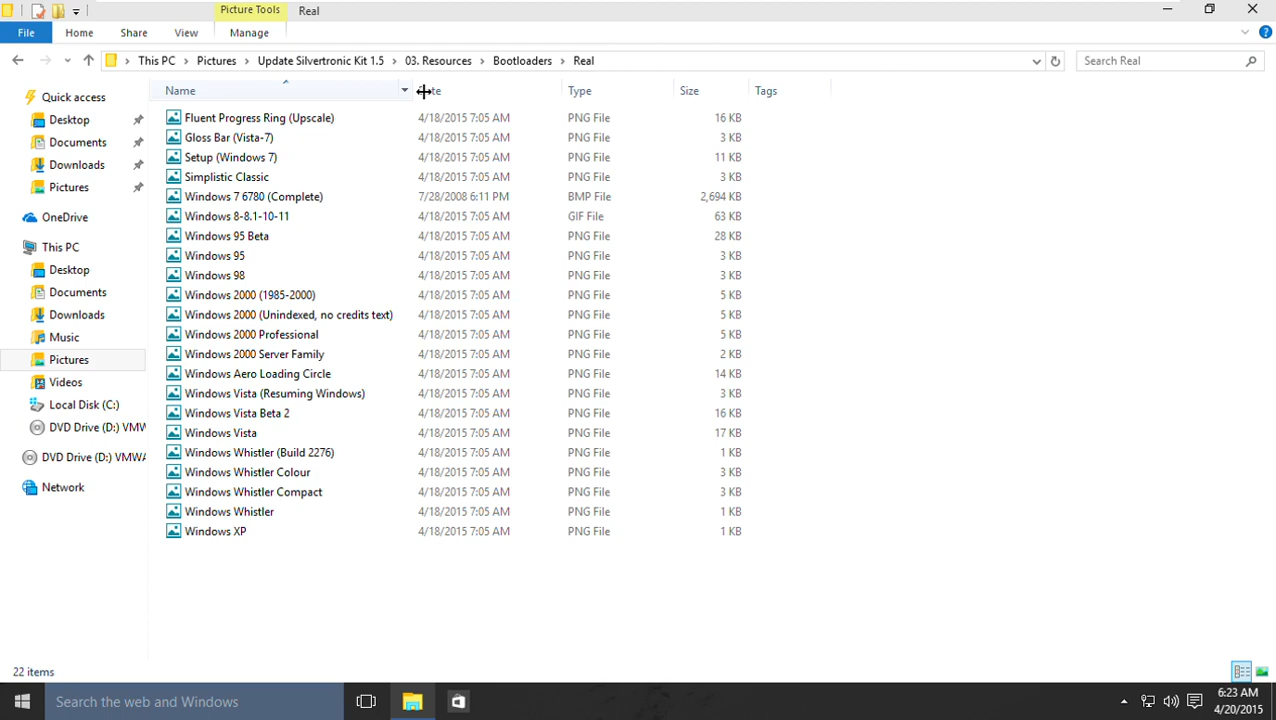 Picture Tools Real
File Home Share View Manage
This PC Pictures Update Silvertronic Kit 1.5 03. Resources Bootloaders Real Search Real
Name Type Size Tags
Quick access
Desktop
Documents
Downloads
Pictures
OneDrive
This PC
Desktop
Documents
Downloads
Music
Pictures
Videos
Local Disk (C:)
DVD Drive (D:) VMW
DVD Drive (D:) VMWA
Network
Fluent Progress Ring (Upscale) 4/18/2015 7:05 AM PNG File 16 KB
Gloss Bar (Vista-7) 4/18/2015 7:05 AM PNG File 3 KB
Setup (Windows 7) 4/18/2015 7:05 AM PNG File 11 KB
Simplistic Classic 4/18/2015 7:05 AM PNG File 3 KB
Windows 7 6780 (Complete) 7/28/2008 6:11 PM BMP File 2,694 KB
Windows 8-8.1-10-11 4/18/2015 7:05 AM GIF File 63 KB
Windows 95 Beta 4/18/2015 7:05 AM PNG File 28 KB
Windows 95 4/18/2015 7:05 AM PNG File 3 KB
Windows 98 4/18/2015 7:05 AM PNG File 3 KB
Windows 2000 (1985-2000) 4/18/2015 7:05 AM PNG File 5 KB
Windows 2000 (Unindexed, no credits text) 4/18/2015 7:05 AM PNG File 5 KB
Windows 2000 Professional 4/18/2015 7:05 AM PNG File 5 KB
Windows 2000 Server Family 4/18/2015 7:05 AM PNG File 2 KB
Windows Aero Loading Circle 4/18/2015 7:05 AM PNG File 14 KB
Windows Vista (Resuming Windows) 4/18/2015 7:05 AM PNG File 3 KB
Windows Vista Beta 2 4/18/2015 7:05 AM PNG File 16 KB
Windows Vista 4/18/2015 7:05 AM PNG File 17 KB
Windows Whistler (Build 2276) 4/18/2015 7:05 AM PNG File 1 KB
Windows Whistler Colour 4/18/2015 7:05 AM PNG File 3 KB
Windows Whistler Compact 4/18/2015 7:05 AM PNG File 3 KB
Windows Whistler 4/18/2015 7:05 AM PNG File 1 KB
Windows XP 4/18/2015 7:05 AM PNG File 1 KB
22 items
Search the web and Windows
6:23 AM
4/20/2015